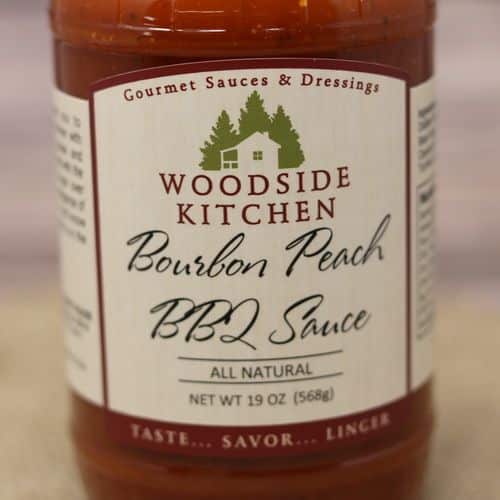 Gourmet Sauces & Dressings
WOODSIDE
KITCHEN
Bourbon Peach
BBQ Sauce
ALL NATURAL
NET WT 19 OZ (568g)
TASTE... SAVOR... LINGER